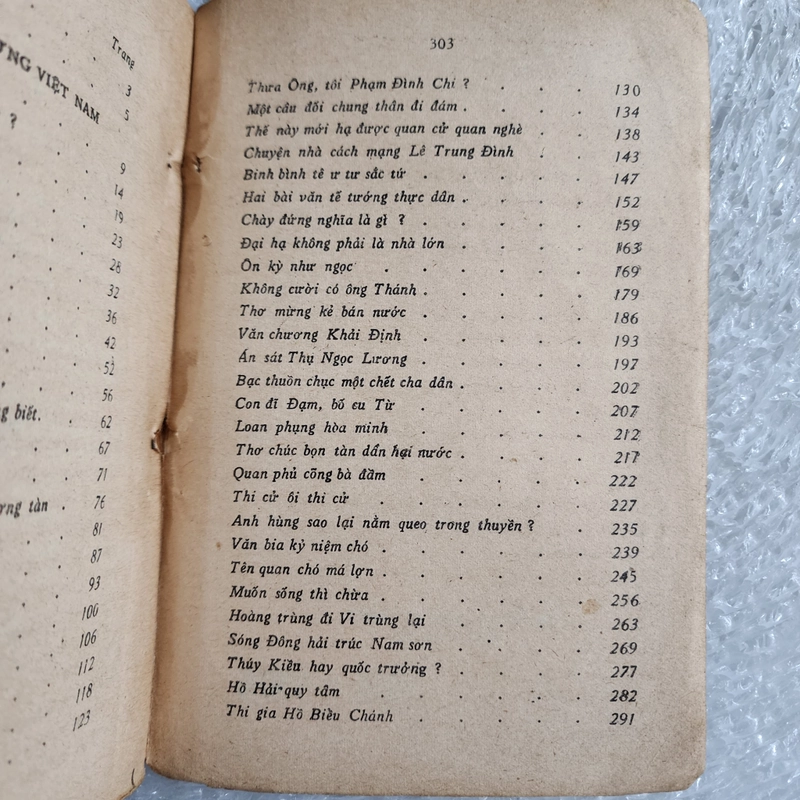 Trang
ỨNG VIỆT NAM
3
5
?
9
14
19
23
28
32
36
42
52
56
g biết.
62
67
71
ợng tàn . 76
81
87
93
100
106
112
118
123
303
Thưa Ông, tôi Phạm Đình Chi ? . . . 130
Một câu đối chung thân đi đám . . . . 134
Thế này mới hạ được quan cử quan nghè . . 138
Chuyện nhà cách mạng Lê Trung Đình . . 143
Binh bình tê ư tư sắc tứ . . . . . 147
Hai bài văn tế tướng thực dân . . . . 152
Chày đứng nghĩa là gì ? . . . . . 159
Đại hạ không phải là nhà lớn . . . . 163
Ôn kỳ như ngọc . . . . . 169
Không cười có ông Thánh . . . . . 179
Thơ mừng kẻ bán nước . . . . . 186
Văn chương Khải Định . . . . . 193
Án sát Thụ Ngọc Lương . . . . . 197
Bạc thuồn chục một chết cha dân . . . . 202
Con đĩ Đạm, bố cu Từ . . . . . 207
Loan phụng hòa minh . . . . . 212
Thơ chúc bọn tàn dân hại nước . . . . 217
Quan phủ cõng bà đầm . . . . . 222
Thi cử ôi thi cử . . . . . 227
Anh hùng sao lại nằm queo trong thuyền ? . . 235
Văn bia kỷ niệm chó . . . . . 239
Tên quan chó má lợn . . . . . 245
Muốn sống thì chừa . . . . . 256
Hoàng trùng đi Vi trùng lại . . . . 263
Sóng Đông hải trúc Nam sơn . . . . 269
Thúy Kiều hay quốc trưởng ? . . . . 277
Hồ Hải quy tâm . . . . . 282
Thi gia Hồ Biểu Chánh . . . . . 291